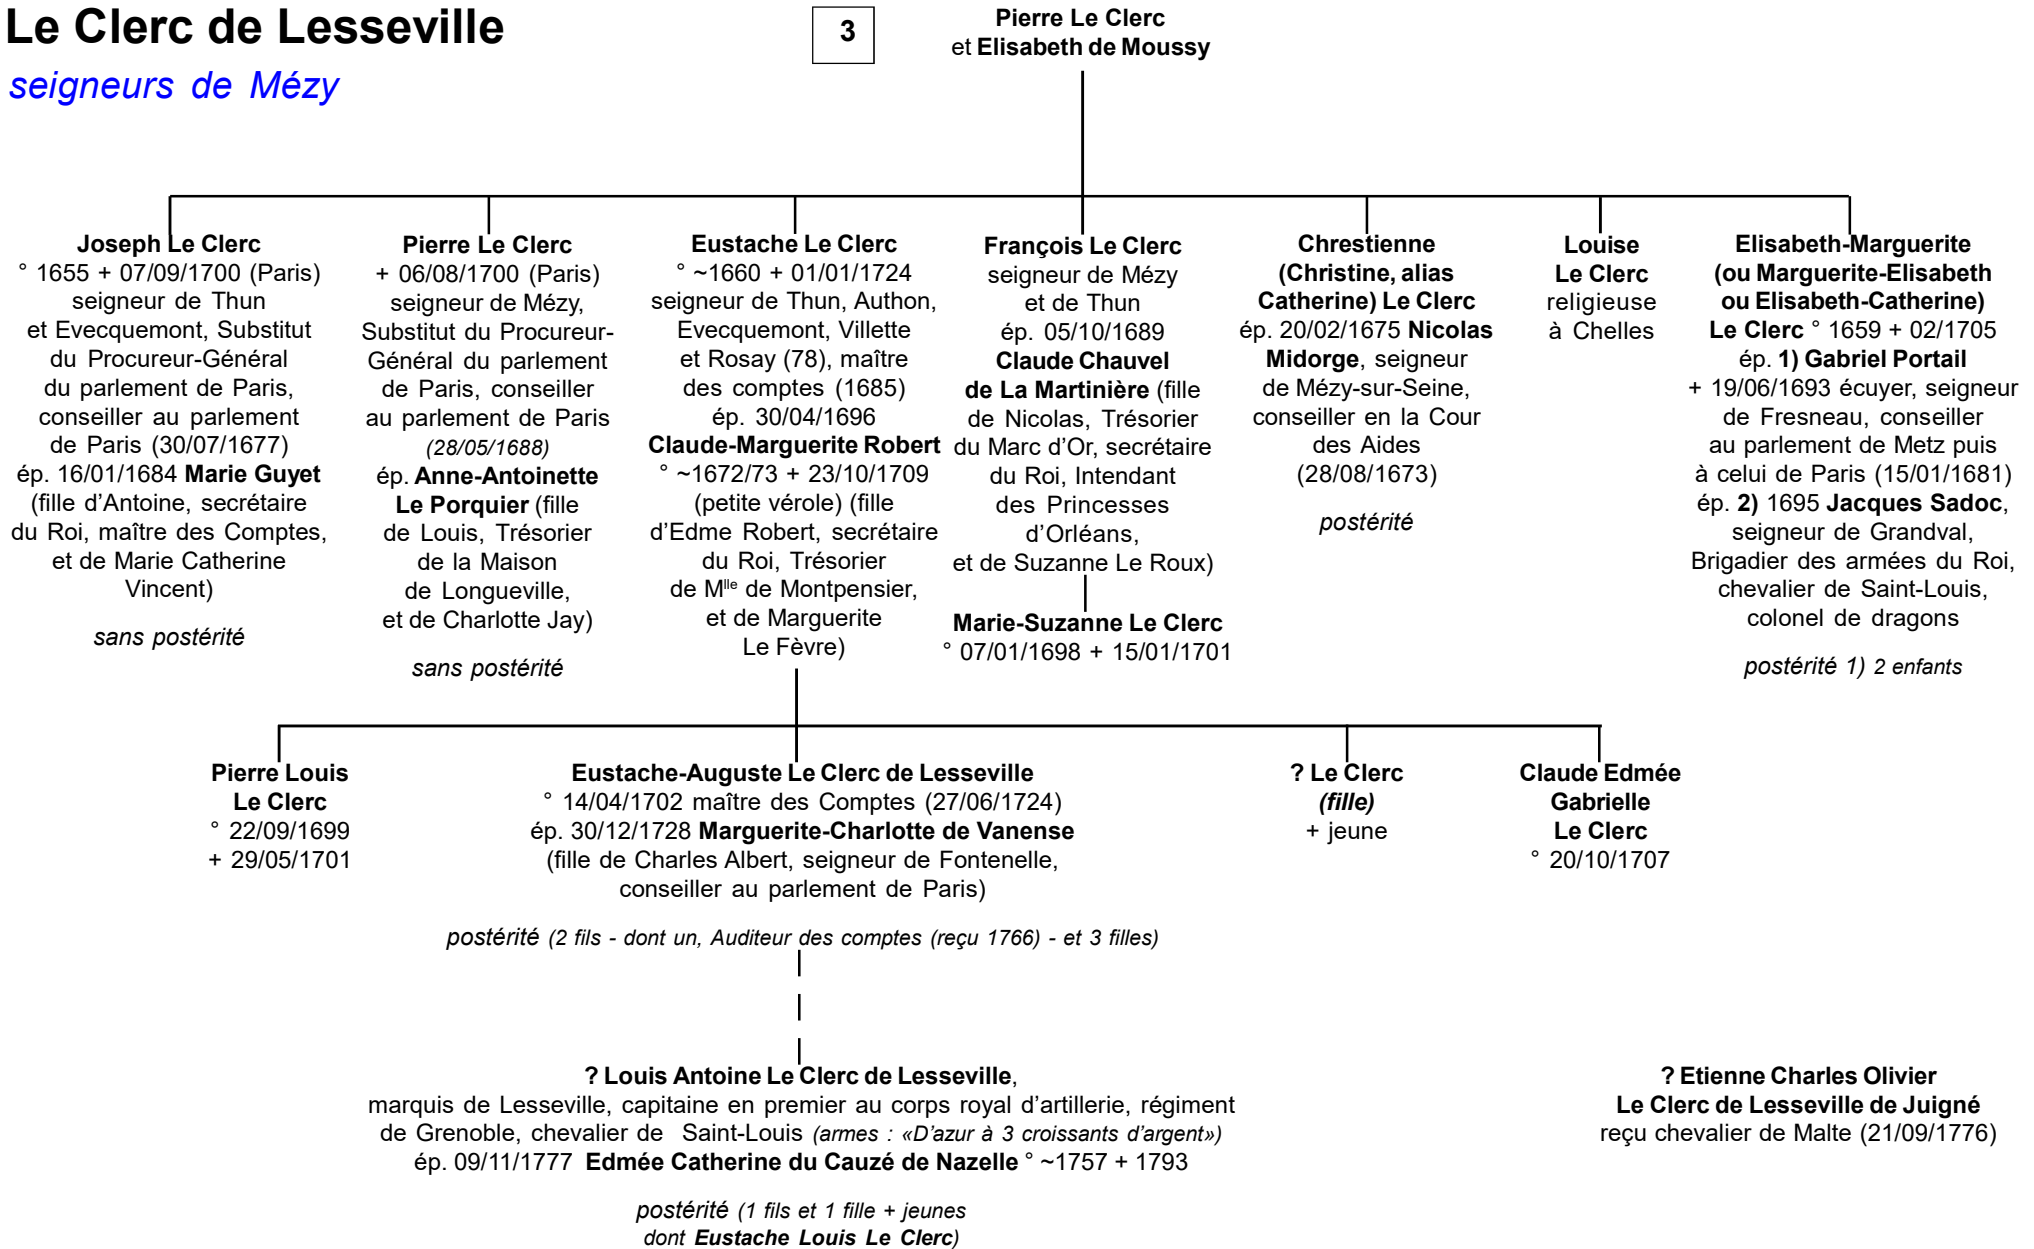 Le Clerc de Lesseville
seigneurs de Mézy
3
Pierre Le Clerc
et Elisabeth de Moussy
Joseph Le Clerc
° 1655 + 07/09/1700 (Paris)
seigneur de Thun
et Evecquemont, Substitut
du Procureur-Général
du parlement de Paris,
conseiller au parlement
de Paris (30/07/1677)
ép. 16/01/1684 Marie Guyet
(fille d’Antoine, secrétaire
du Roi, maître des Comptes,
et de Marie Catherine
Vincent)
sans postérité
Pierre Le Clerc
+ 06/08/1700 (Paris)
seigneur de Mézy,
Substitut du Procureur-
Général du parlement
de Paris, conseiller
au parlement de Paris
(28/05/1688)
ép. Anne-Antoinette
Le Porquier (fille
de Louis, Trésorier
de la Maison
de Longueville,
et de Charlotte Jay)
sans postérité
Eustache Le Clerc
° ~1660 + 01/01/1724
seigneur de Thun, Authon,
Evecquemont, Villette
et Rosay (78), maître
des comptes (1685)
ép. 30/04/1696
Claude-Marguerite Robert
° ~1672/73 + 23/10/1709
(petite vérole) (fille
d’Edme Robert, secrétaire
du Roi, Trésorier
de Mlle de Montpensier,
et de Marguerite
Le Fèvre)
François Le Clerc
seigneur de Mézy
et de Thun
ép. 05/10/1689
Claude Chauvel
de La Martinière (fille
de Nicolas, Trésorier
du Marc d’Or, secrétaire
du Roi, Intendant
des Princesses
d’Orléans,
et de Suzanne Le Roux)
Marie-Suzanne Le Clerc
° 07/01/1698 + 15/01/1701
Chrestienne
(Christine, alias
Catherine) Le Clerc
ép. 20/02/1675 Nicolas
Midorge, seigneur
de Mézy-sur-Seine,
conseiller en la Cour
des Aides
(28/08/1673)
postérité
Louise
Le Clerc
religieuse
à Chelles
Elisabeth-Marguerite
(ou Marguerite-Elisabeth
ou Elisabeth-Catherine)
Le Clerc ° 1659 + 02/1705
ép. 1) Gabriel Portail
+ 19/06/1693 écuyer, seigneur
de Fresneau, conseiller
au parlement de Metz puis
à celui de Paris (15/01/1681)
ép. 2) 1695 Jacques Sadoc,
seigneur de Grandval,
Brigadier des armées du Roi,
chevalier de Saint-Louis,
colonel de dragons
postérité 1) 2 enfants
Pierre Louis
Le Clerc
° 22/09/1699
+ 29/05/1701
Eustache-Auguste Le Clerc de Lesseville
° 14/04/1702 maître des Comptes (27/06/1724)
ép. 30/12/1728 Marguerite-Charlotte de Vanense
(fille de Charles Albert, seigneur de Fontenelle,
conseiller au parlement de Paris)
postérité (2 fils - dont un, Auditeur des comptes (reçu 1766) - et 3 filles)
? Le Clerc
(fille)
+ jeune
Claude Edmée
Gabrielle
Le Clerc
° 20/10/1707
? Louis Antoine Le Clerc de Lesseville,
marquis de Lesseville, capitaine en premier au corps royal d’artillerie, régiment
de Grenoble, chevalier de Saint-Louis (armes : «D’azur à 3 croissants d’argent»)
ép. 09/11/1777 Edmée Catherine du Cauzé de Nazelle ° ~1757 + 1793
postérité (1 fils et 1 fille + jeunes
dont Eustache Louis Le Clerc)
? Etienne Charles Olivier
Le Clerc de Lesseville de Juigné
reçu chevalier de Malte (21/09/1776)